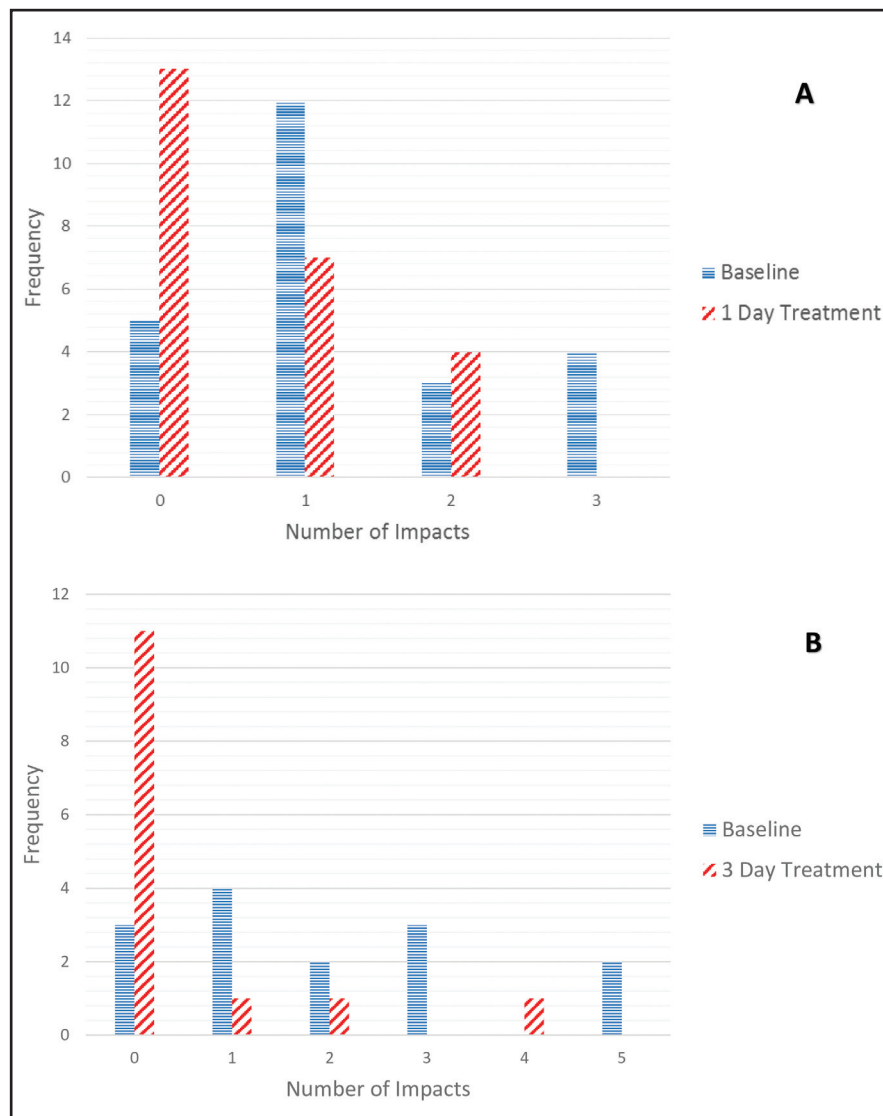 14
12
10
8
6
4
2
0
Frequency
0 1 2 3
Number of Impacts
A
Baseline
1 Day Treatment
12
10
8
6
4
2
0
Frequency
0 1 2 3 4 5
Number of Impacts
B
Baseline
3 Day Treatment